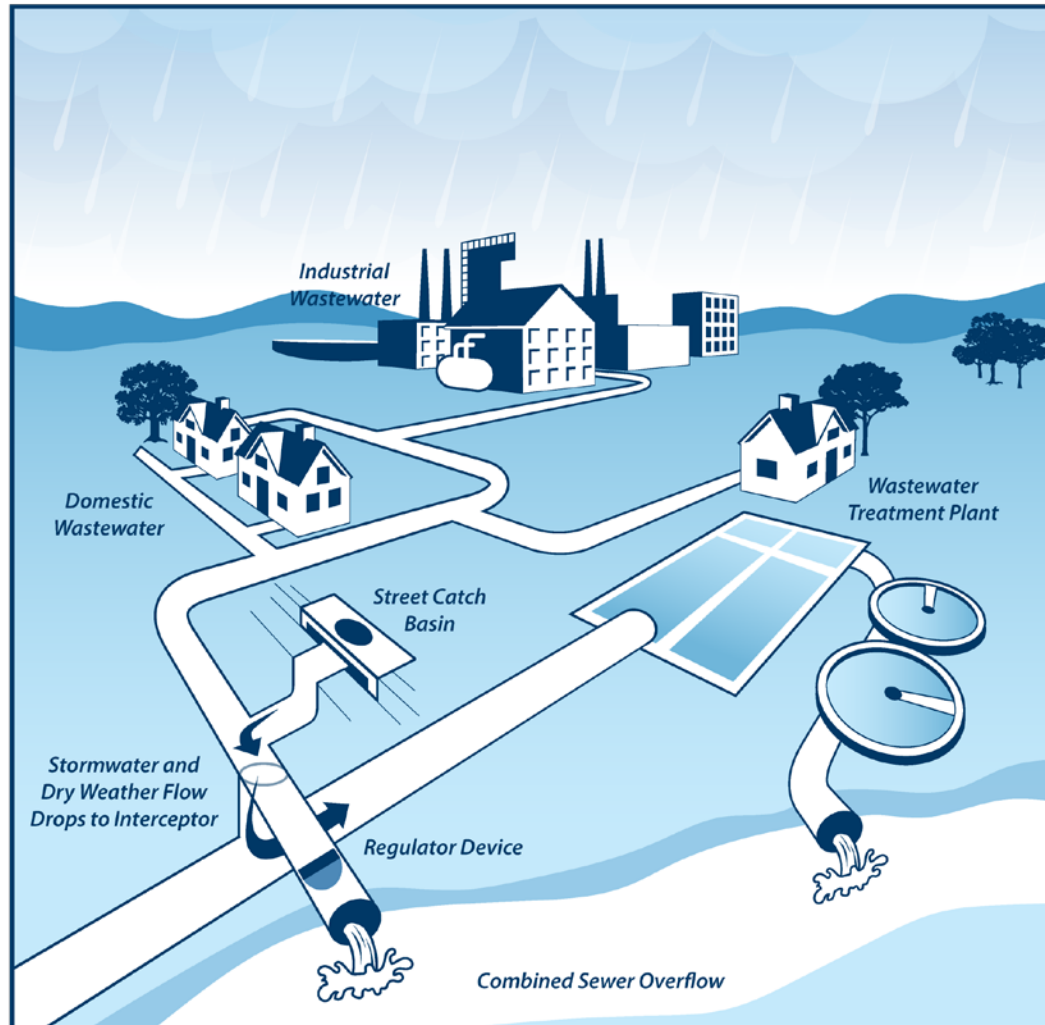 Industrial
Wastewater
Domestic
Wastewater
Wastewater
Treatment Plant
Street Catch
Basin
Stormwater and
Dry Weather Flow
Drops to Interceptor
Regulator Device
Combined Sewer Overflow